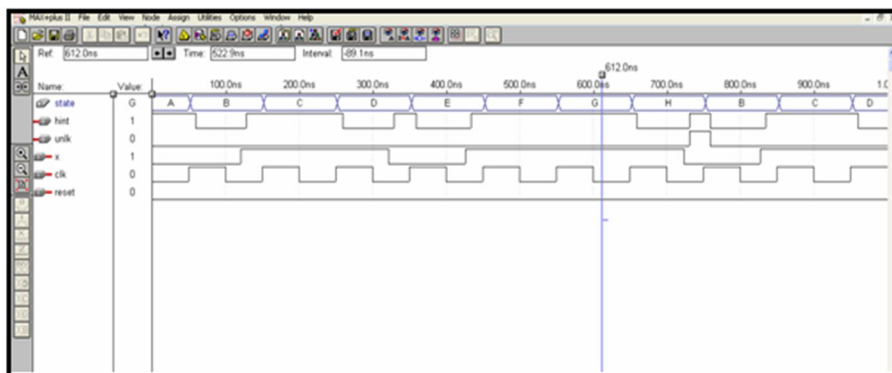 MAX+plus II File Edit View Node Assign Utilities Options Window Help
Ref: 612.0ns Time: 522.9ns Interval: -89.1ns
612.0ns
Name: Value: 100.0ns 200.0ns 300.0ns 400.0ns 500.0ns 600.0ns 700.0ns 800.0ns 900.0ns 1.0
state G A B C D E F G H B C D
hint 1
unlk 0
x 1
clk 0
reset 0